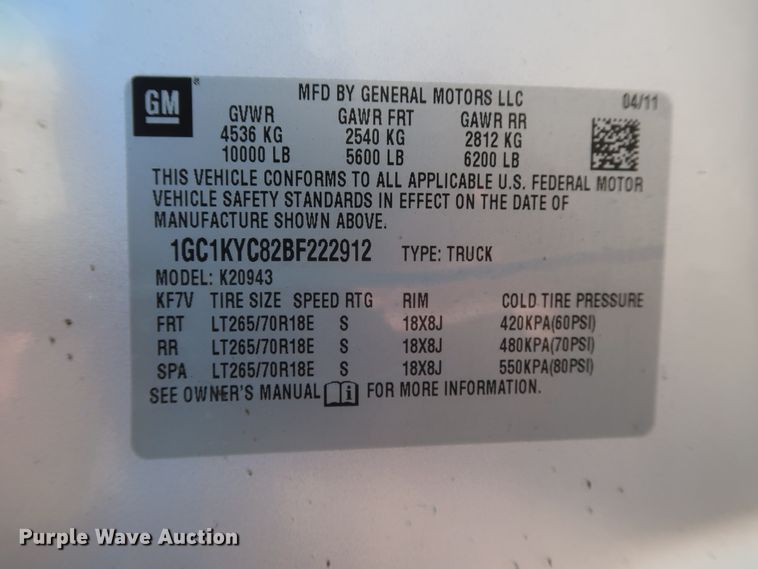 GM ® MFD BY GENERAL MOTORS LLC 04/11
GVWR GAWR FRT GAWR RR
4536 KG 2540 KG 2812 KG
10000 LB 5600 LB 6200 LB
THIS VEHICLE CONFORMS TO ALL APPLICABLE U.S. FEDERAL MOTOR
VEHICLE SAFETY STANDARDS IN EFFECT ON THE DATE OF
MANUFACTURE SHOWN ABOVE.
1GC1KYC82BF222912 TYPE: TRUCK
MODEL: K20943
KF7V TIRE SIZE SPEED RTG RIM COLD TIRE PRESSURE
FRT LT265/70R18E S 18X8J 420KPA(60PSI)
RR LT265/70R18E S 18X8J 480KPA(70PSI)
SPA LT265/70R18E S 18X8J 550KPA(80PSI)
SEE OWNER'S MANUAL i FOR MORE INFORMATION.
Purple Wave Auction